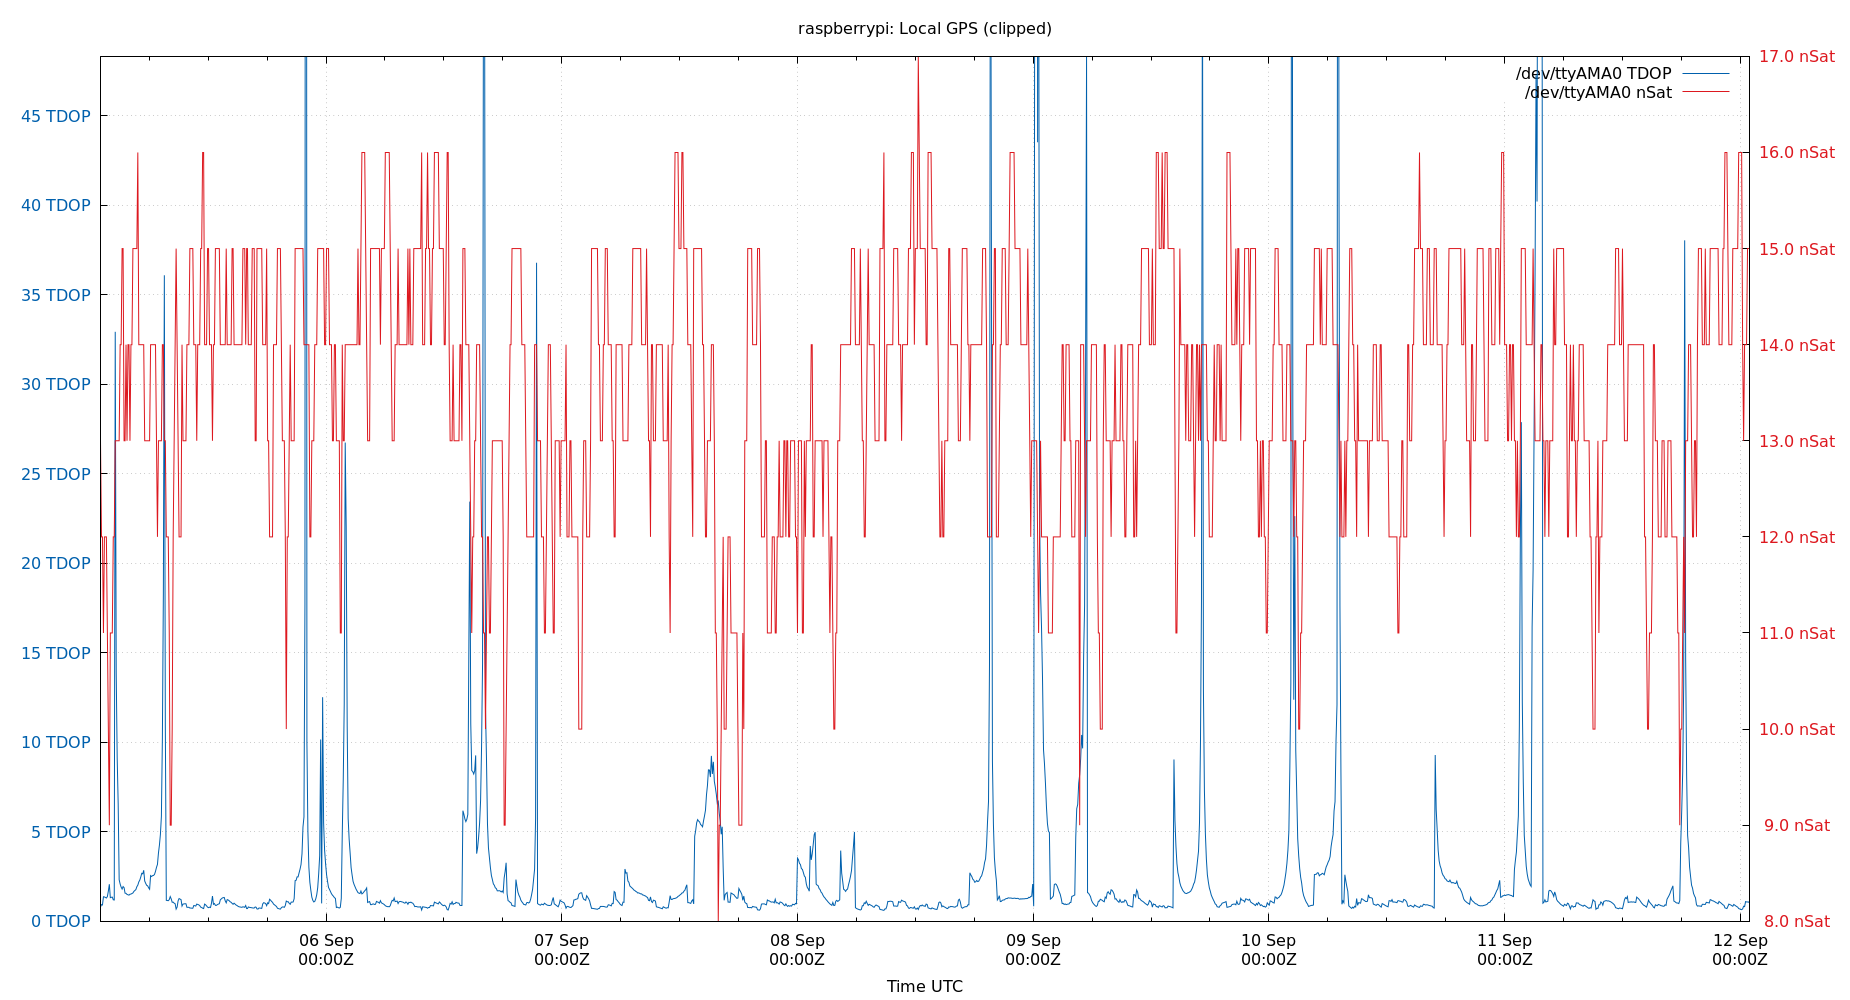 raspberrypi: Local GPS (clipped)
/dev/ttyAMA0 TDOP
/dev/ttyAMA0 nSat
45 TDOP
40 TDOP
35 TDOP
30 TDOP
25 TDOP
20 TDOP
15 TDOP
10 TDOP
5 TDOP
0 TDOP
17.0 nSat
16.0 nSat
15.0 nSat
14.0 nSat
13.0 nSat
12.0 nSat
11.0 nSat
10.0 nSat
9.0 nSat
8.0 nSat
06 Sep
00:00Z
07 Sep
00:00Z
08 Sep
00:00Z
09 Sep
00:00Z
10 Sep
00:00Z
11 Sep
00:00Z
12 Sep
00:00Z
Time UTC